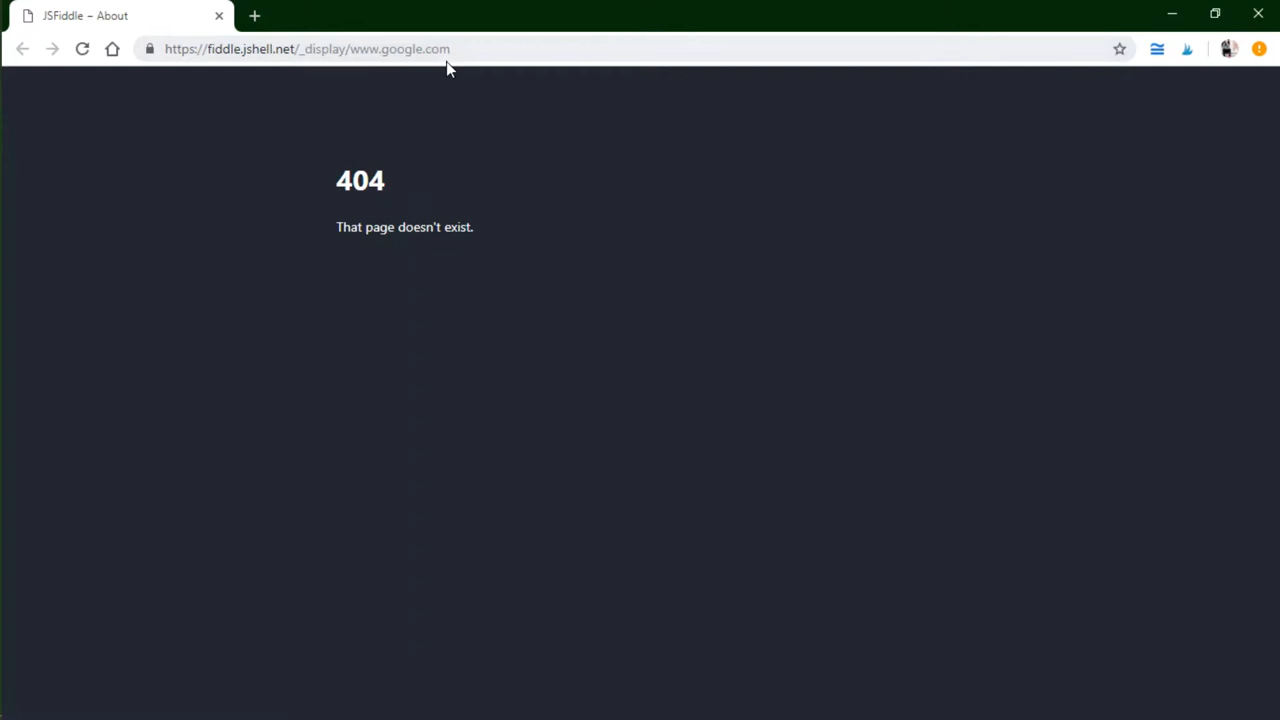 JSFiddle – About
https://fiddle.jshell.net/_display/www.google.com
404
That page doesn't exist.